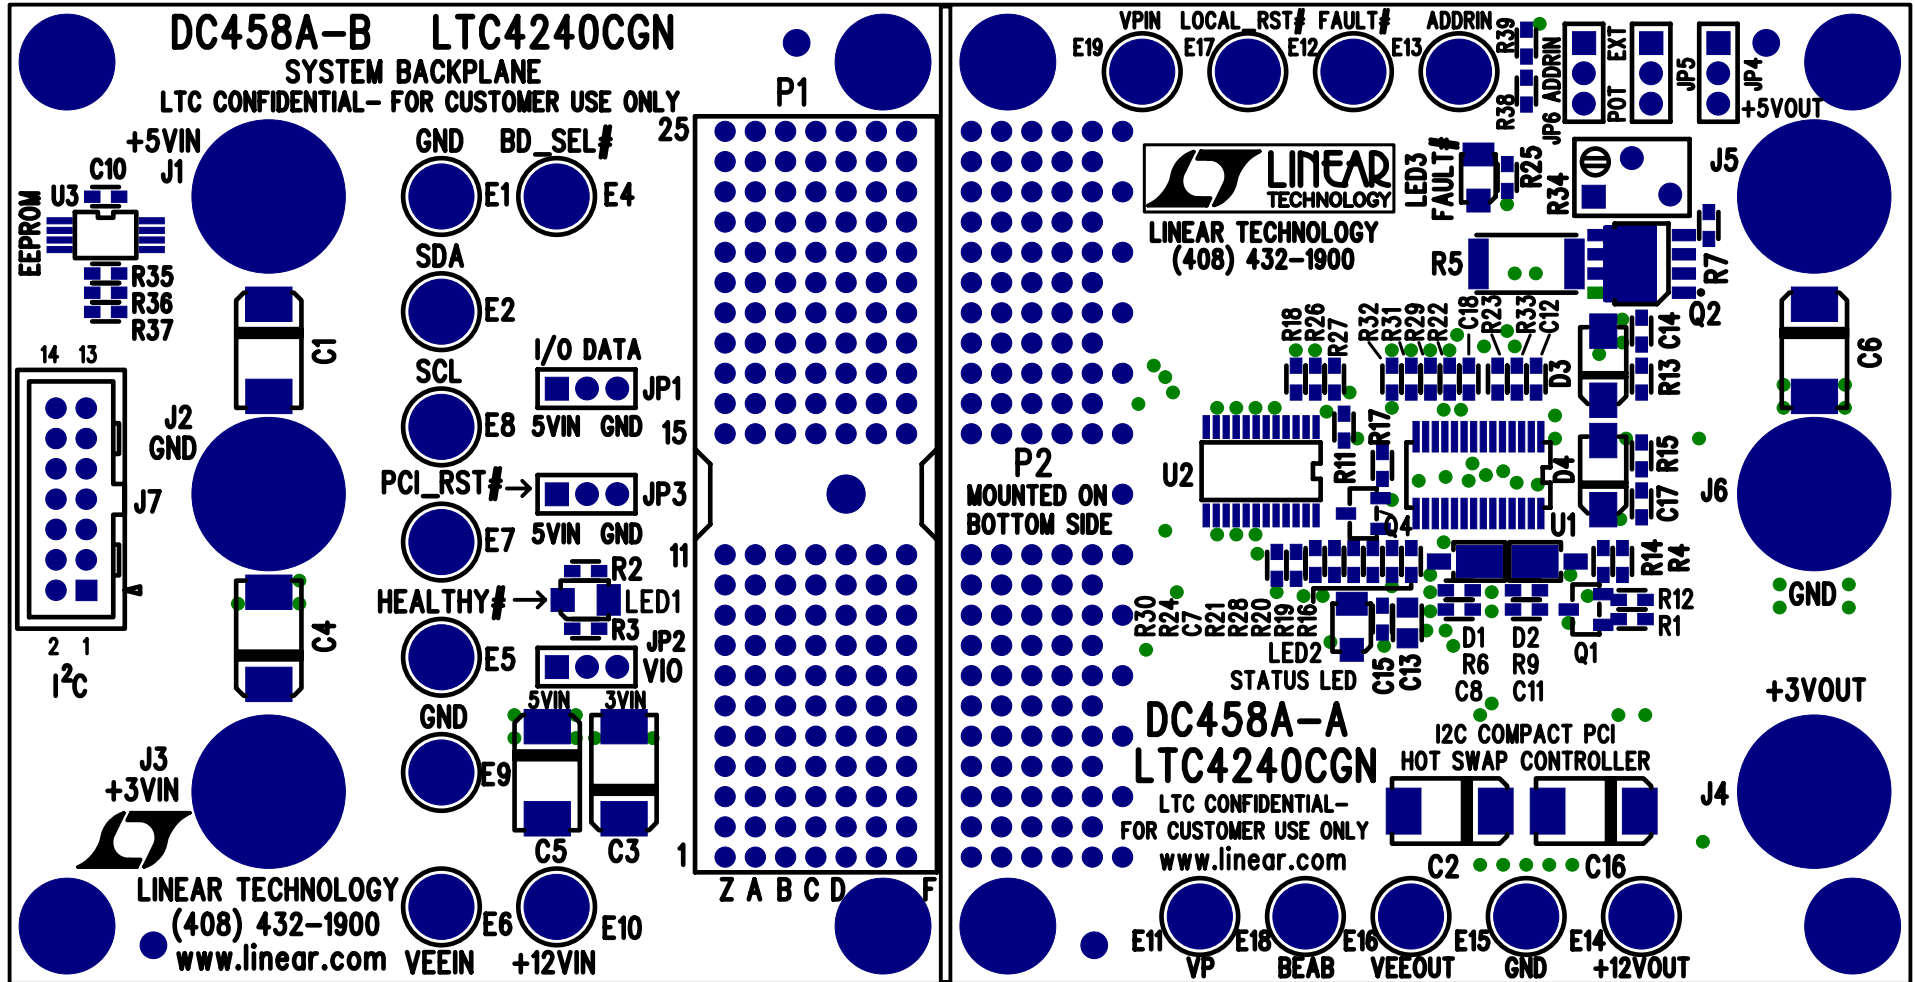 DC458A-B LTC4240CGN
SYSTEM BACKPLANE
LTC CONFIDENTIAL- FOR CUSTOMER USE ONLY
P1
25
+5VIN
J1
GND
BD_SEL#
E1
E4
C10
U3
EEPROM
R35
R36
R37
SDA
E2
C1
I/O DATA
JP1
5VIN GND
15
SCL
E8
14 13
J2
GND
J7
PCI_RST#
JP3
5VIN GND
E7
11
R2
HEALTHY#
LED1
R3
JP2
VIO
E5
C4
2 1
I²C
5VIN
3VIN
GND
E9
J3
+3VIN
C5
C3
1
Z A B C D F
LINEAR TECHNOLOGY
(408) 432-1900
www.linear.com
E6
VEEIN
E10
+12VIN
VPIN LOCAL_RST# FAULT# ADDRIN
E19
E17
E12
E13
R39
R38
JP6 ADDRIN
POT EXT
JP5
JP4
+5VOUT
LINEAR
TECHNOLOGY
LINEAR TECHNOLOGY
(408) 432-1900
LED3
FAULT#
R25
R34
J5
R5
R7
Q2
R18
R26
R27
R32
R31
R29
R22
C18
R23
R33
C12
D3
C14
R13
C6
U2
R11
R17
D4
R15
C17
J6
P2
MOUNTED ON
BOTTOM SIDE
Q4
U1
R14
R4
R30
R24
C7
R21
R28
R20
R19
R16
LED2
STATUS LED
C15
C13
D1
R6
C8
D2
R9
C11
Q1
R12
R1
GND
+3VOUT
DC458A-A
LTC4240CGN
I2C COMPACT PCI
HOT SWAP CONTROLLER
LTC CONFIDENTIAL-
FOR CUSTOMER USE ONLY
www.linear.com
C2
C16
J4
E11
E18
E16
E15
E14
VP
BEAB
VEEOUT
GND
+12VOUT